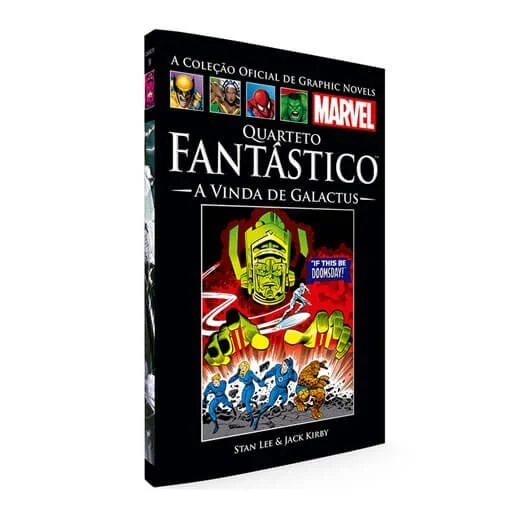 A COLEÇÃO OFICIAL DE GRAPHIC NOVELS
MARVEL
QUARTETO
FANTÁSTICO
A VINDA DE GALACTUS
"IF THIS BE
DOOMSDAY!"
STAN LEE & JACK KIRBY